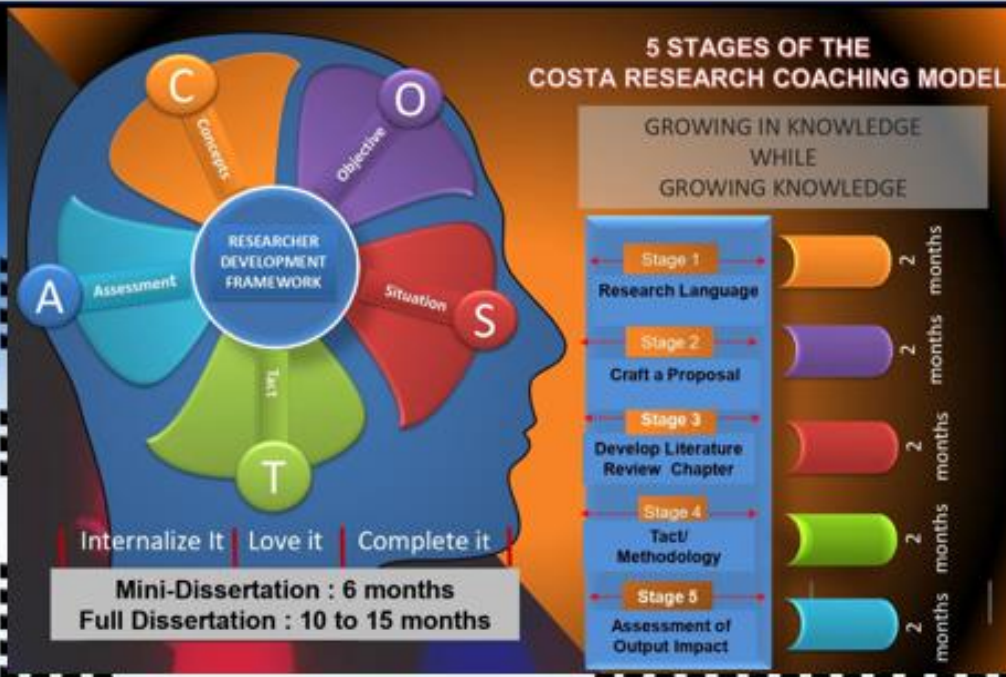 5 STAGES OF THE
COSTA RESEARCH COACHING MODEL
GROWING IN KNOWLEDGE
WHILE
GROWING KNOWLEDGE
C
Concepts
O
Objective
S
Situation
T
Tact
A
Assessment
RESEARCHER
DEVELOPMENT
FRAMEWORK
Internalize It
Love it
Complete it
Mini-Dissertation : 6 months
Full Dissertation : 10 to 15 months
Stage 1
Research Language
2
months
Stage 2
Craft a Proposal
2
months
Stage 3
Develop Literature
Review Chapter
2
months
Stage 4
Tact/
Methodology
2
months
Stage 5
Assessment of
Output Impact
2
months